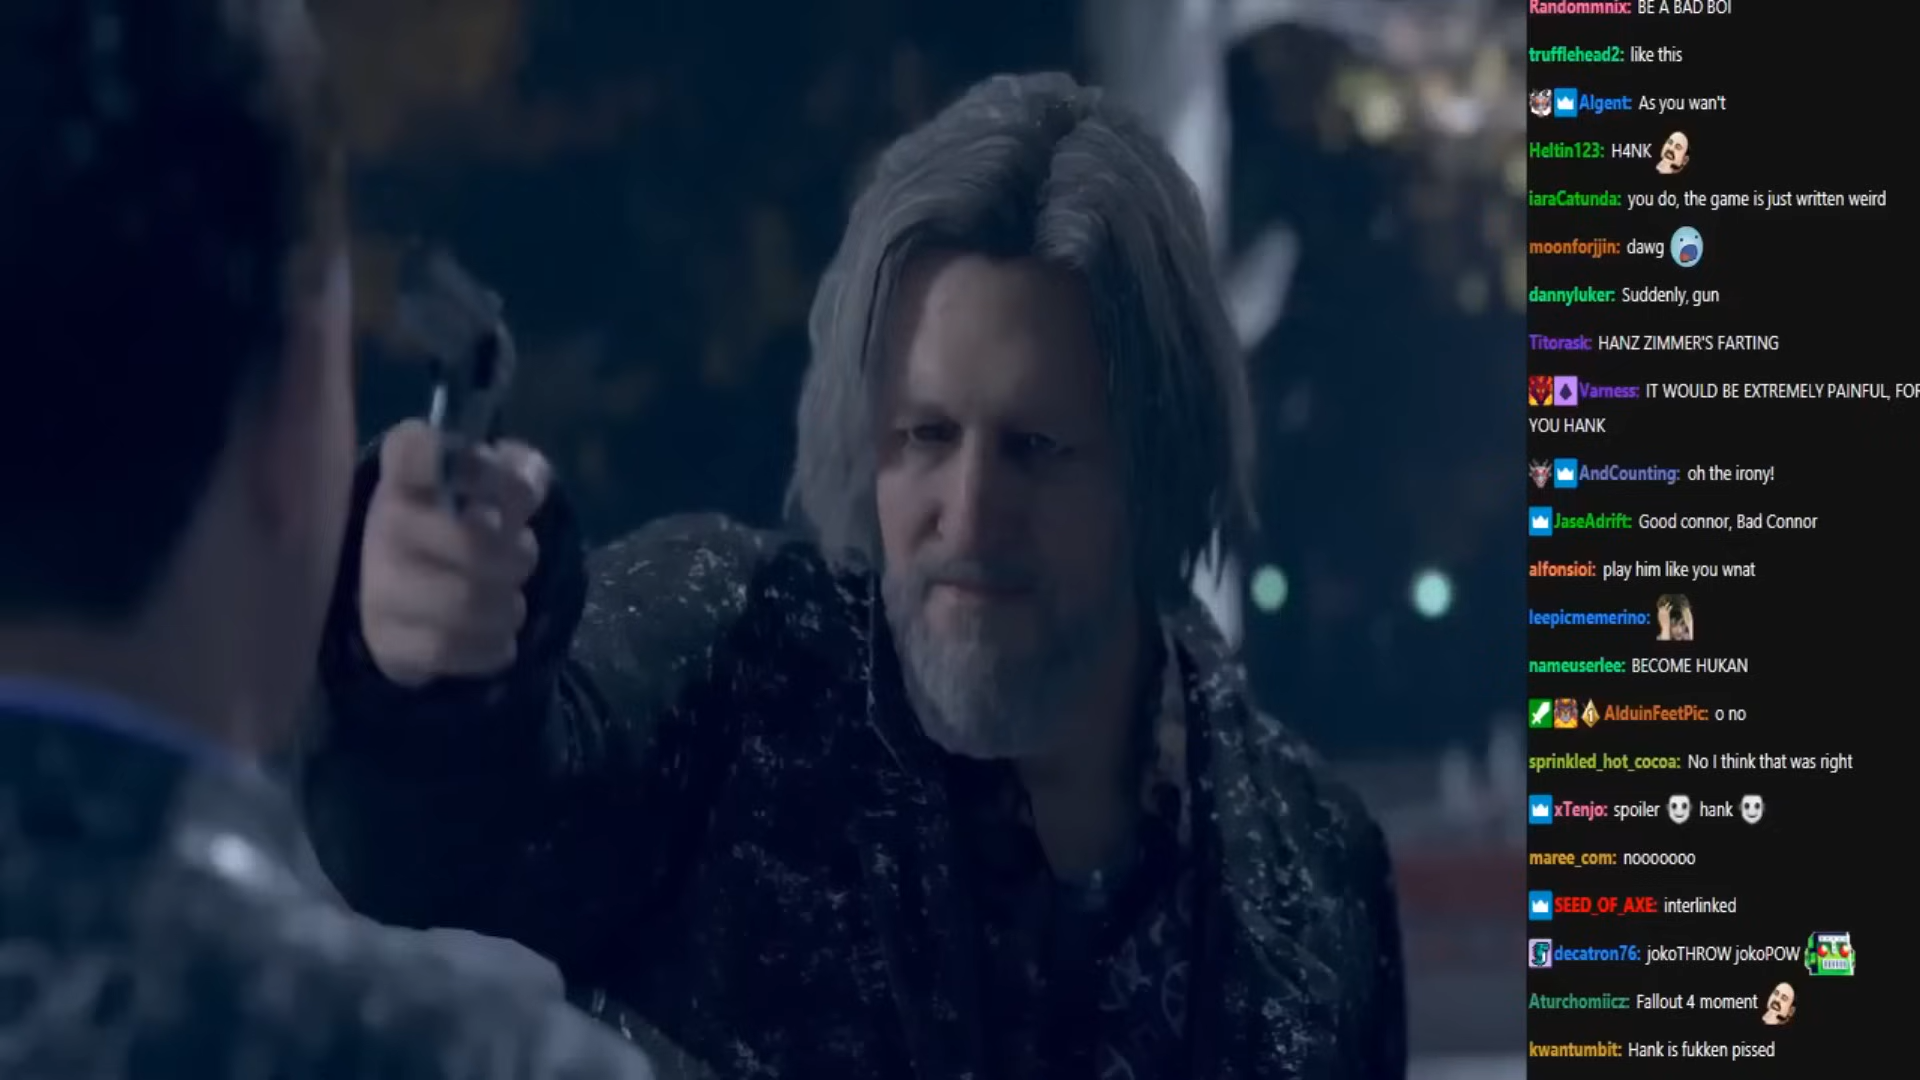 Randommnix: BE A BAD BOI
trufflehead2: like this
Algent: As you wan't
Heltin123: H4NK
iaraCatunda: you do, the game is just written weird
moonforjjin: dawg
dannyluker: Suddenly, gun
Titorask: HANZ ZIMMER'S FARTING
Varness: IT WOULD BE EXTREMELY PAINFUL, FOR
YOU HANK
AndCounting: oh the irony!
JaseAdrift: Good connor, Bad Connor
alfonsioi: play him like you wnat
leepicmemerino:
nameuserlee: BECOME HUKAN
AlduinFeetPic: o no
sprinkled_hot_cocoa: No I think that was right
xTenjo: spoiler hank
maree_com: nooooooo
SEED_OF_AXE: interlinked
decatron76: jokoTHROW jokoPOW
Aturchomiicz: Fallout 4 moment
kwantumbit: Hank is fukken pissed